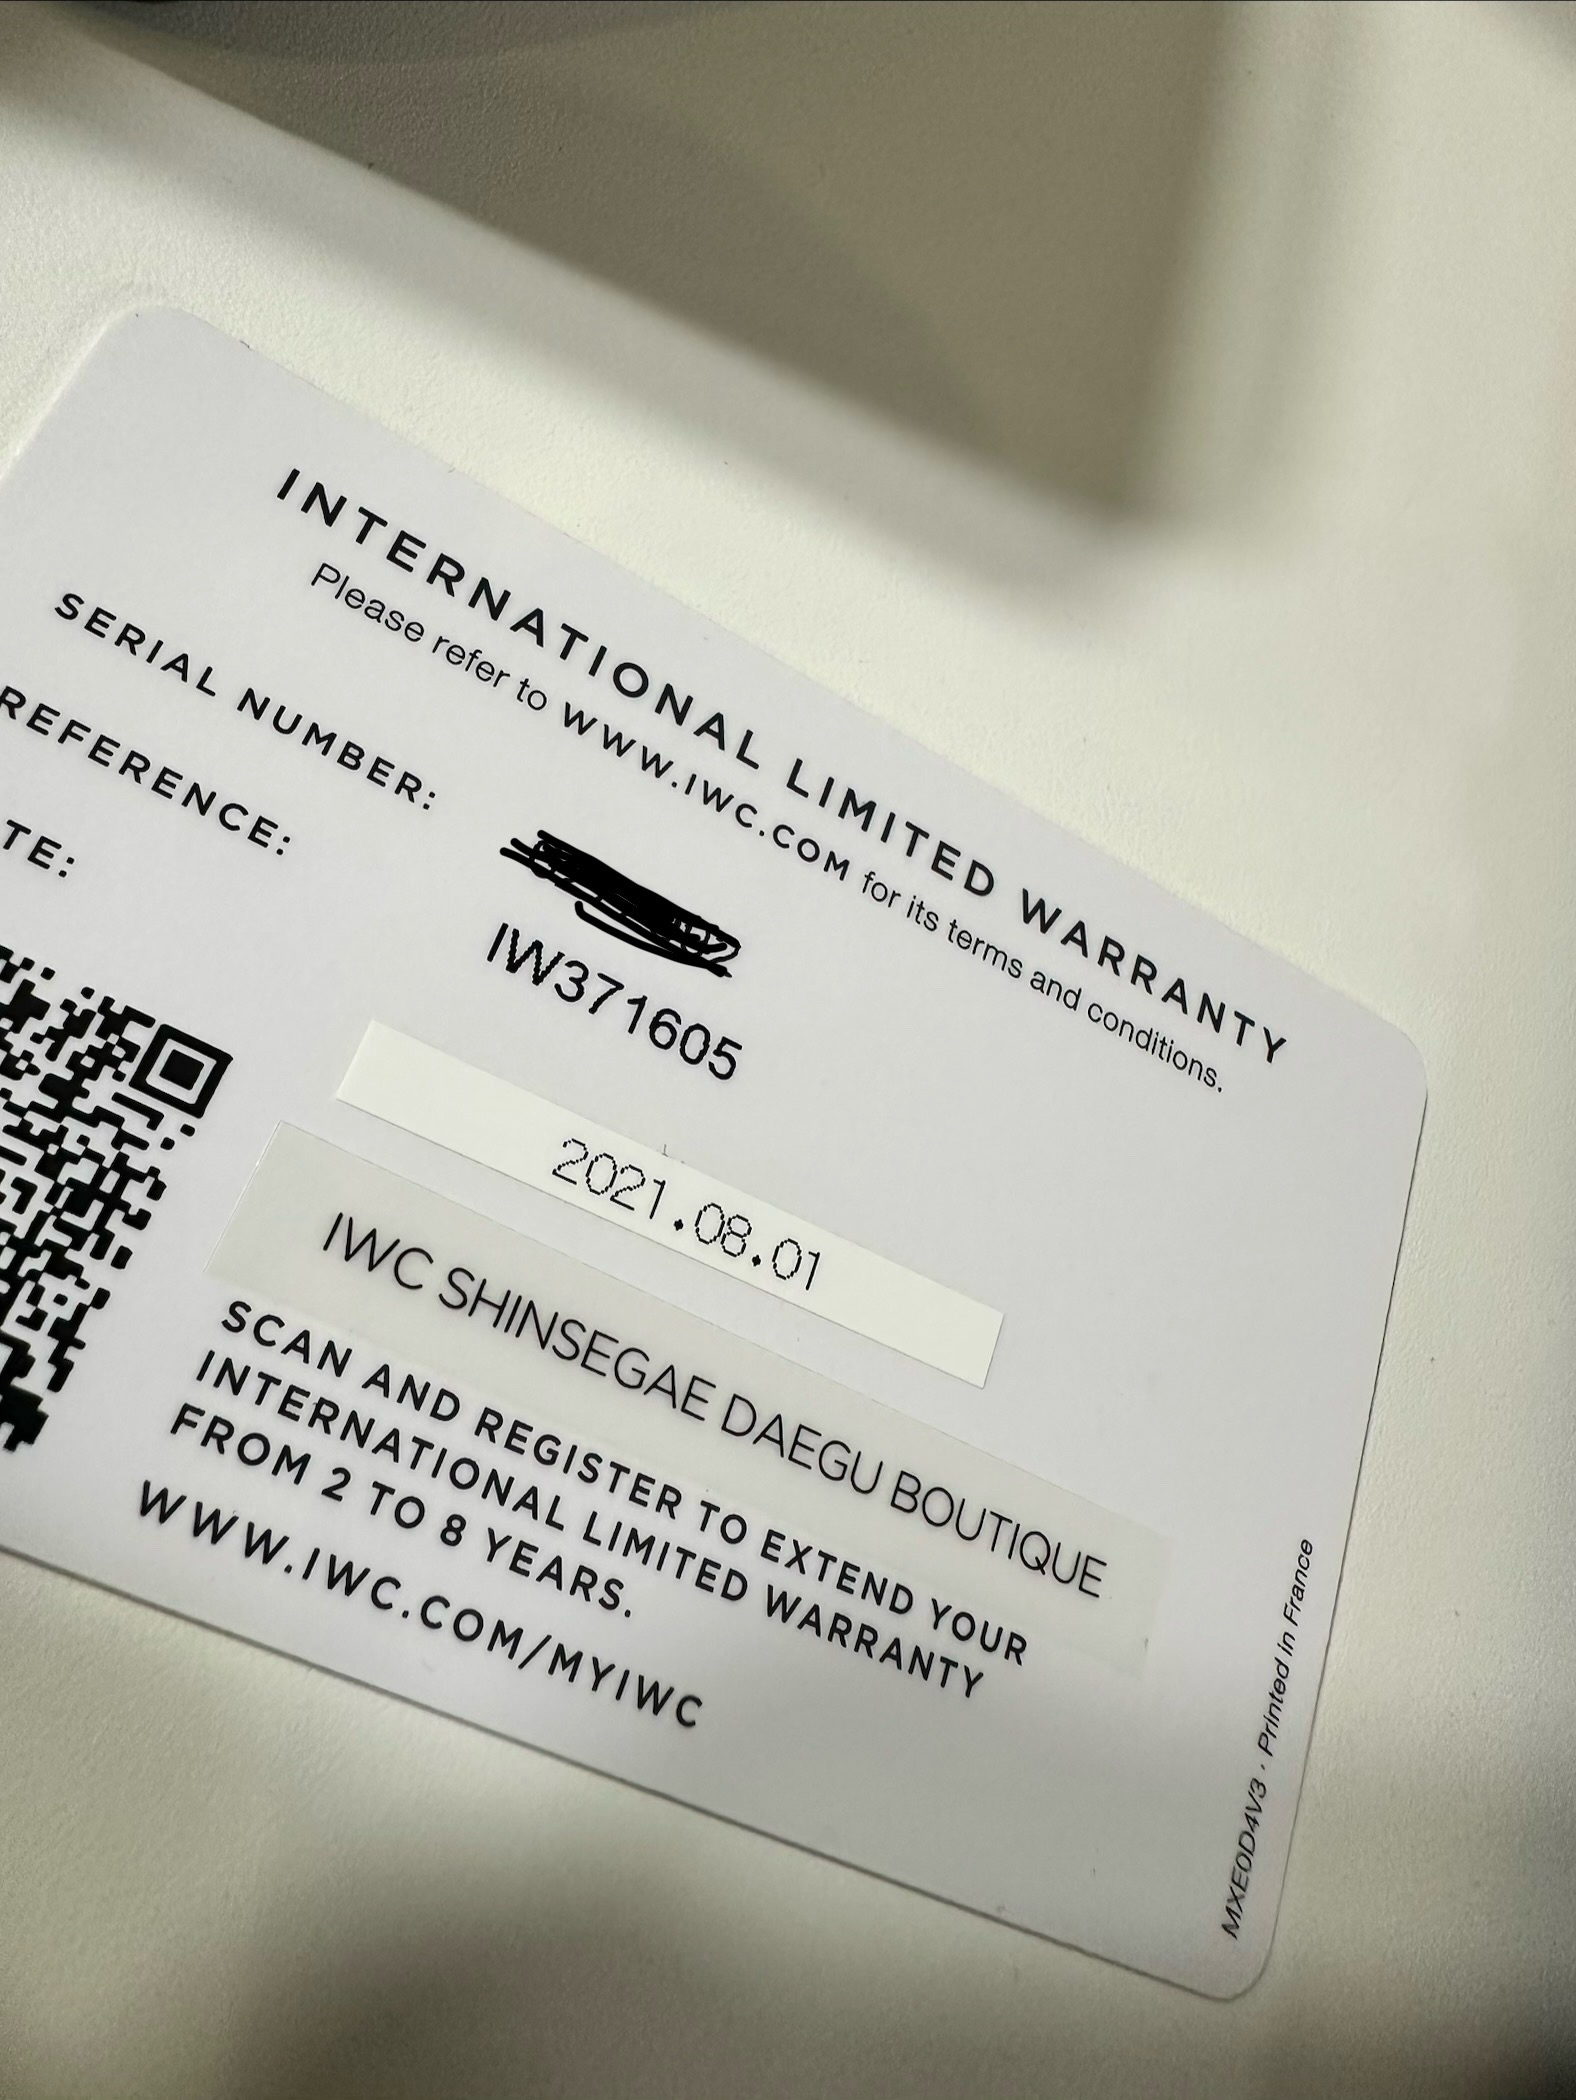 INTERNATIONAL LIMITED WARRANTY
Please refer to WWW.IWC.COM for its terms and conditions.
SERIAL NUMBER:
REFERENCE: IW371605
TE: 2021.08.01
IWC SHINSEGAE DAEGU BOUTIQUE
SCAN AND REGISTER TO EXTEND YOUR
INTERNATIONAL LIMITED WARRANTY
FROM 2 TO 8 YEARS.
WWW.IWC.COM/MYIWC
MXE0D4V3 · Printed in France